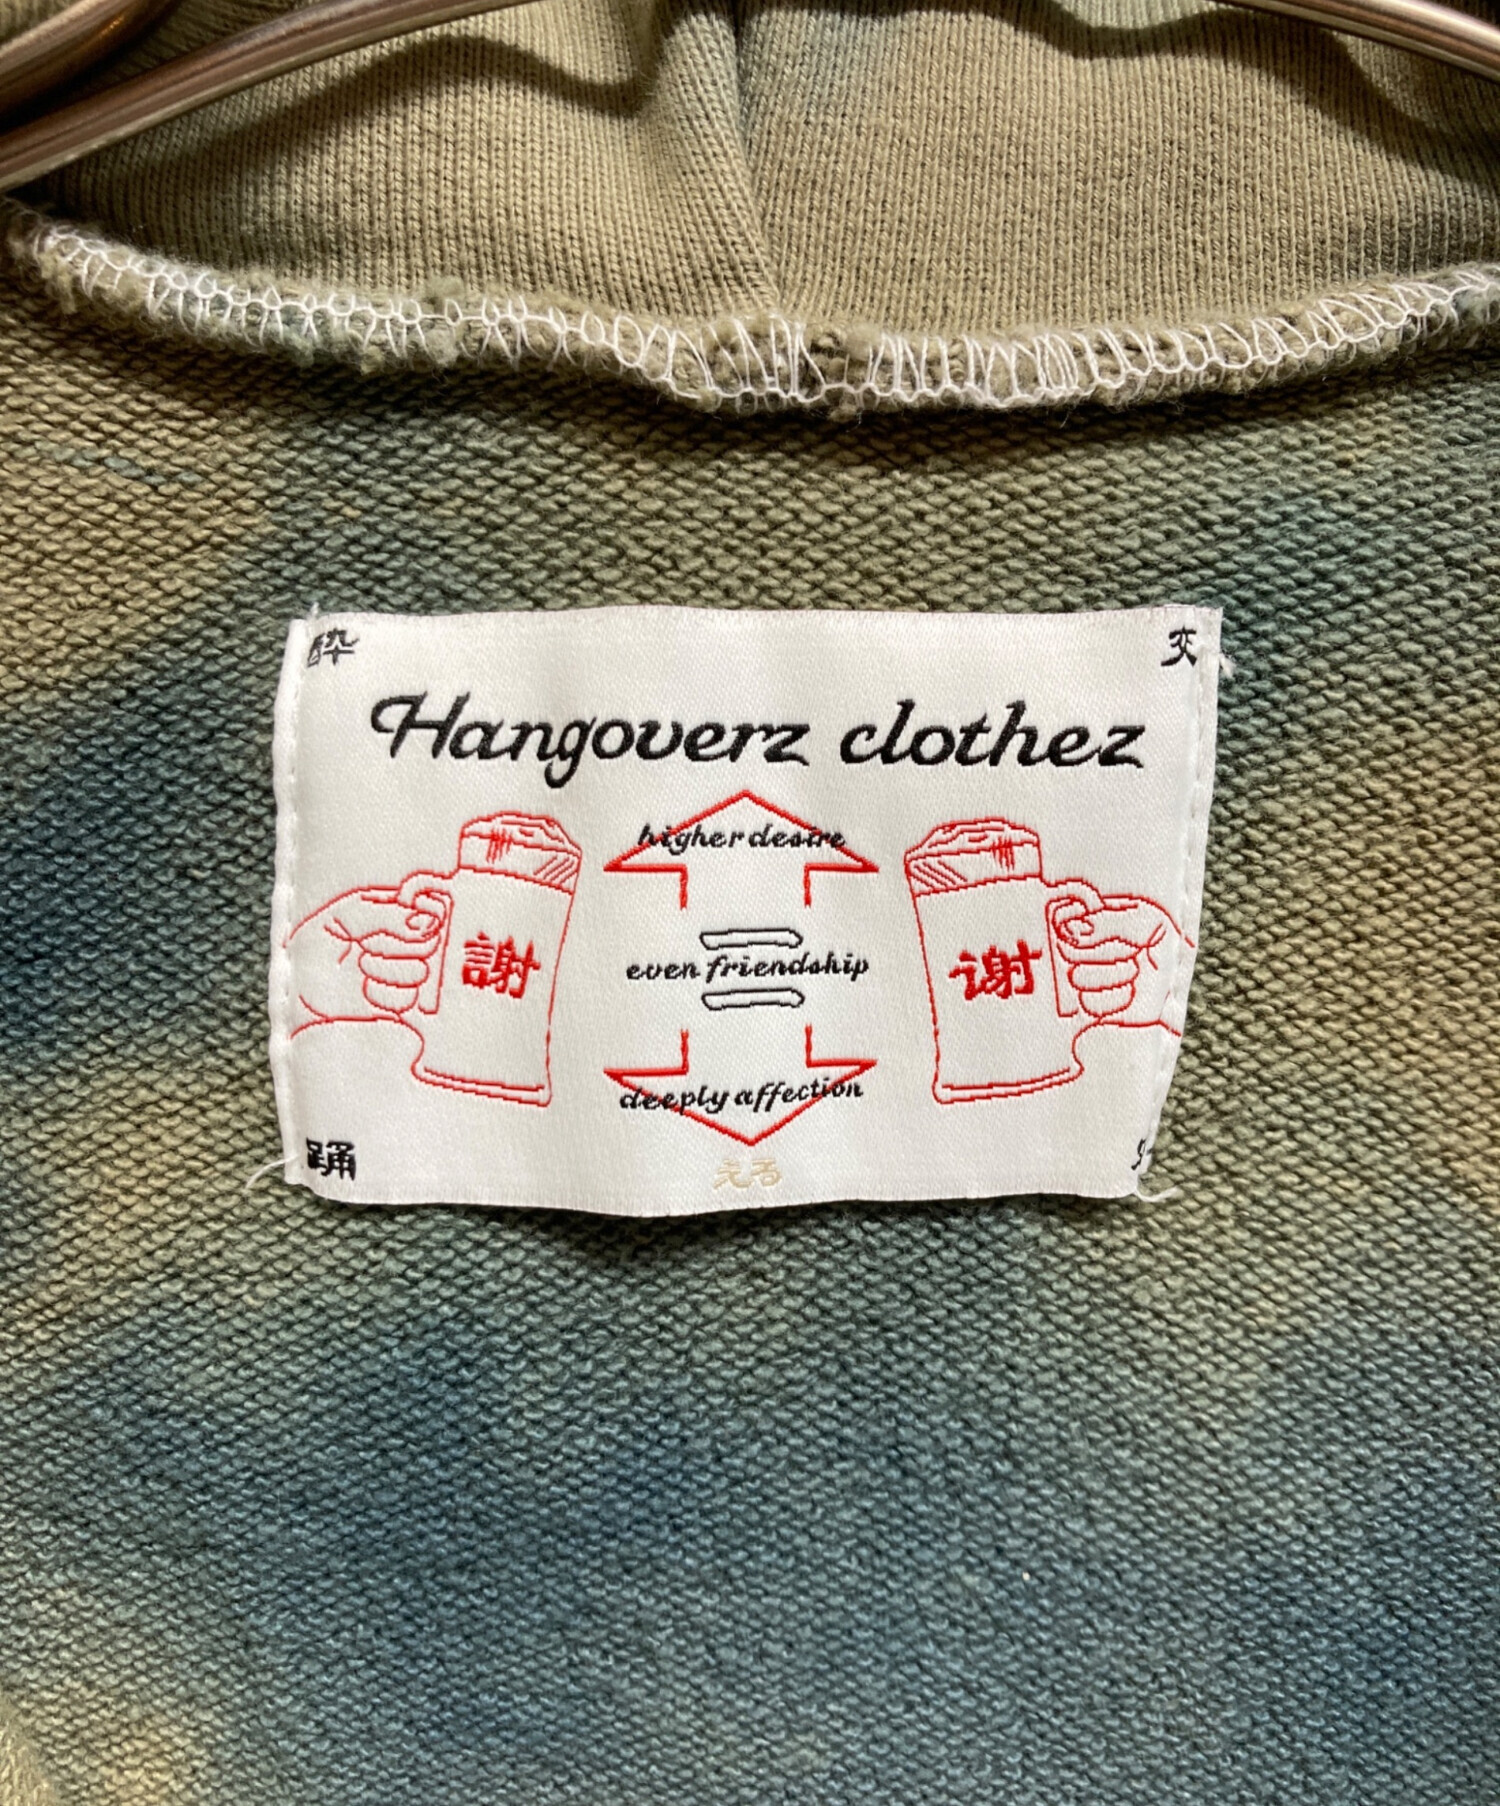 酔 交
Hangoverz clothez
higher desire
謝 谢
even friendship
deeply affection
踊
える